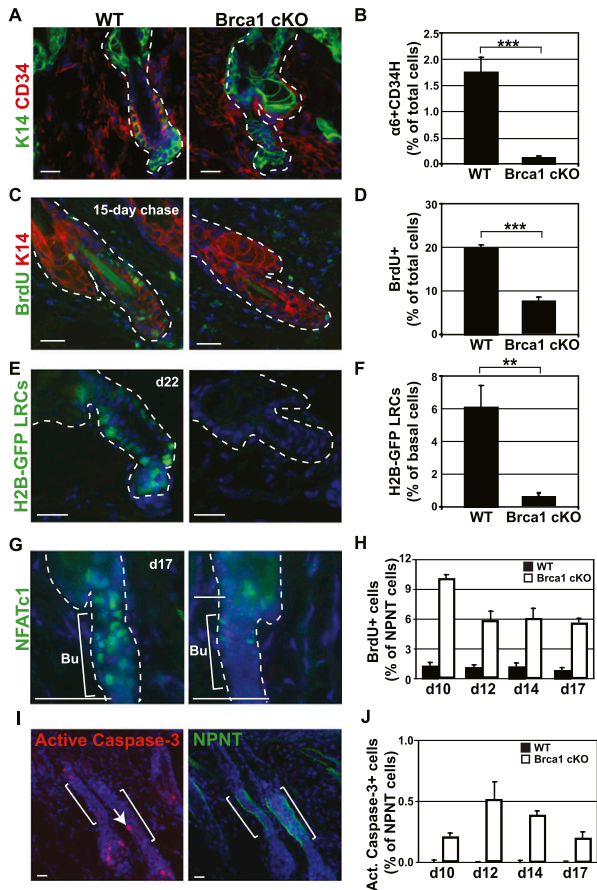 WT Brca1 cKO
A
K14 CD34
B
α6+CD34H
(% of total cells)
2.5
2.0
1.5
1.0
0.5
0.0
***
WT Brca1 cKO
C
BrdU K14
15-day chase
D
BrdU+
(% of total cells)
30
20
10
0
***
WT Brca1 cKO
E
H2B-GFP LRCs
d22
F
H2B-GFP LRCs
(% of basal cells)
8
6
4
2
0
**
WT Brca1 cKO
G
NFATc1
d17
Bu
Bu
H
BrdU+ cells
(% of NPNT cells)
12
9
6
3
0
WT
Brca1 cKO
d10 d12 d14 d17
I
Active Caspase-3
NPNT
J
Act. Caspase-3+ cells
(% of NPNT cells)
1.0
0.5
0
WT
Brca1 cKO
d10 d12 d14 d17